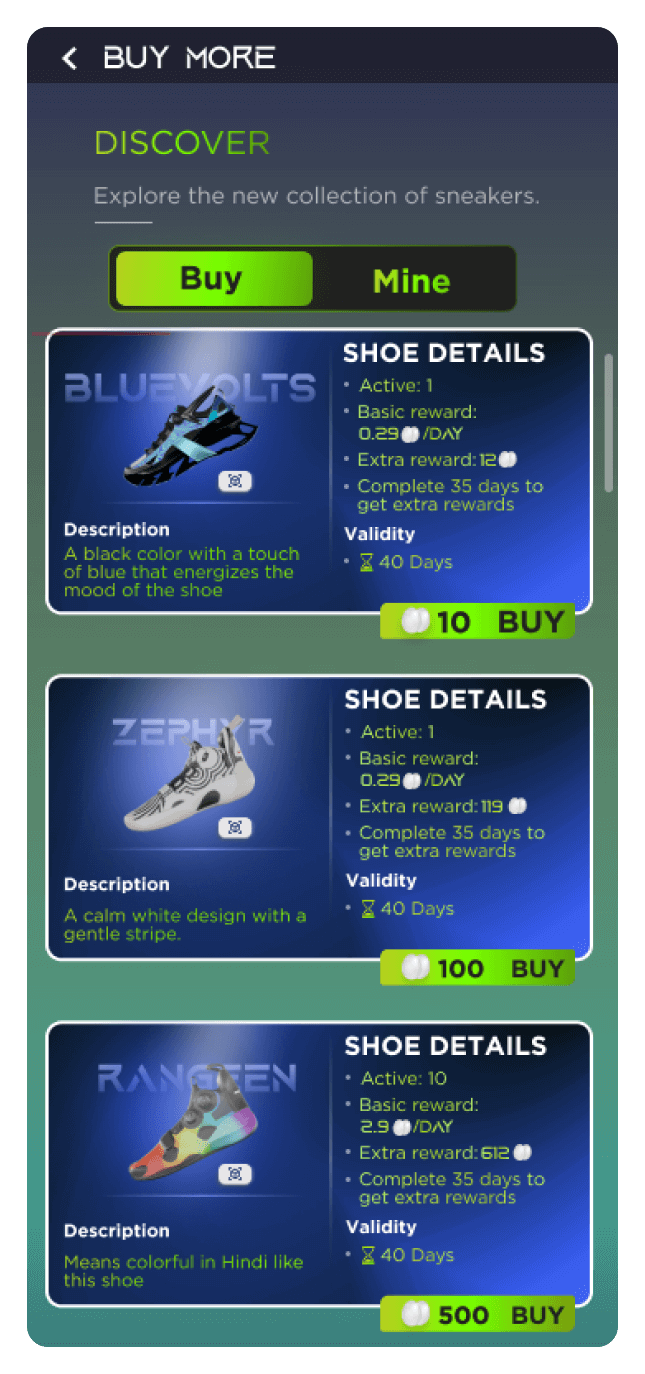 BUY MORE
DISCOVER
Explore the new collection of sneakers.
Buy
Mine
BLUEVOLTS
Description
A black color with a touch
of blue that energizes the
mood of the shoe
SHOE DETAILS
• Active: 1
• Basic reward:
0.29 /DAY
• Extra reward: 12
• Complete 35 days to
get extra rewards
Validity
• 40 Days
10 BUY
ZEPHYR
Description
A calm white design with a
gentle stripe.
SHOE DETAILS
• Active: 1
• Basic reward:
0.29 /DAY
• Extra reward: 119
• Complete 35 days to
get extra rewards
Validity
• 40 Days
100 BUY
RANGEEN
Description
Means colorful in Hindi like
this shoe
SHOE DETAILS
• Active: 10
• Basic reward:
2.9 /DAY
• Extra reward: 612
• Complete 35 days to
get extra rewards
Validity
• 40 Days
500 BUY